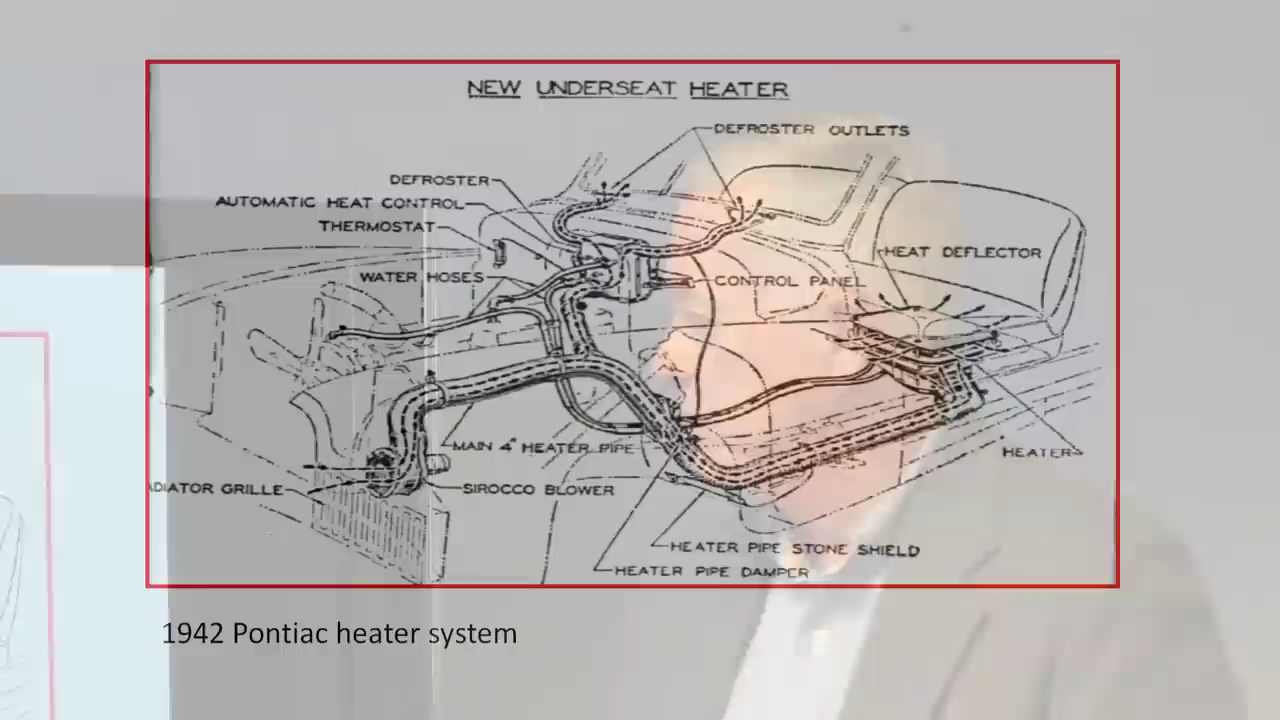 NEW UNDERSEAT HEATER
DEFROSTER OUTLETS
DEFROSTER
AUTOMATIC HEAT CONTROL
THERMOSTAT
HEAT DEFLECTOR
WATER HOSES
CONTROL PANEL
MAIN 4" HEATER PIPE
HEATER
ADIATOR GRILLE
SIROCCO BLOWER
HEATER PIPE STONE SHIELD
HEATER PIPE DAMPER
1942 Pontiac heater system